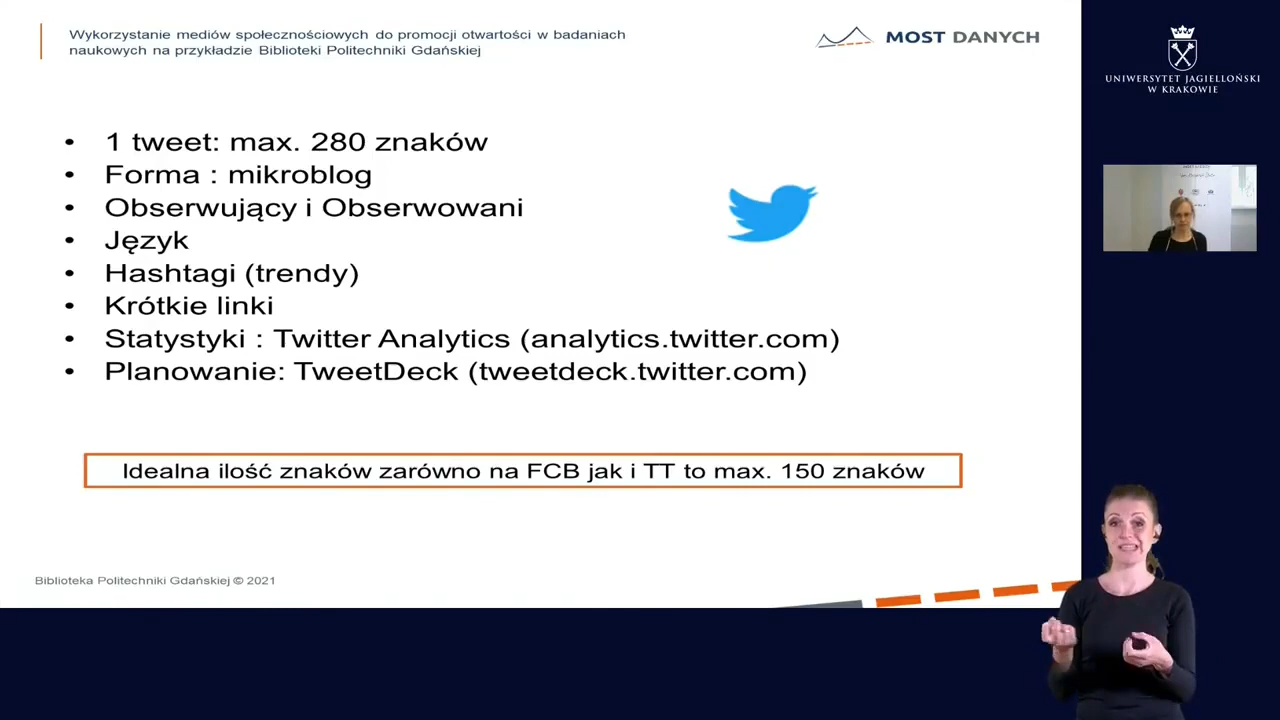 Wykorzystanie mediów społecznościowych do promocji otwartości w badaniach
naukowych na przykładzie Biblioteki Politechniki Gdańskiej
MOST DANYCH
UNIWERSYTET JAGIELLOŃSKI
W KRAKOWIE
• 1 tweet: max. 280 znaków
• Forma : mikroblog
• Obserwujący i Obserwowani
• Język
• Hashtagi (trendy)
• Krótkie linki
• Statystyki : Twitter Analytics (analytics.twitter.com)
• Planowanie: TweetDeck (tweetdeck.twitter.com)
Idealna ilość znaków zarówno na FCB jak i TT to max. 150 znaków
Biblioteka Politechniki Gdańskiej © 2021